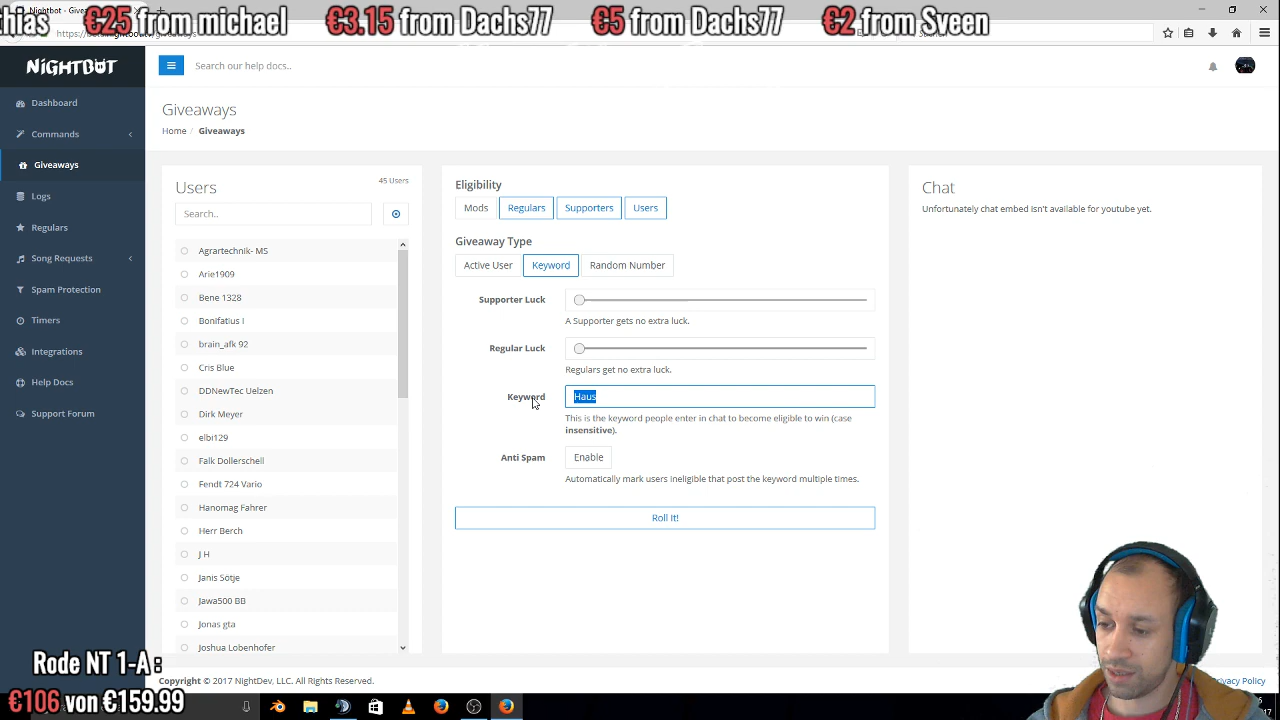 €25 from michael €3.15 from Dachs77 €5 from Dachs77 €2 from Sveen
NIGHTBOT
Search our help docs..
Dashboard
Commands
Giveaways
Logs
Regulars
Song Requests
Spam Protection
Timers
Integrations
Help Docs
Support Forum
Giveaways
Home / Giveaways
Users
45 Users
Search..
Agrartechnik- MS
Arie1909
Bene 1328
Bonifatius I
brain_afk 92
Cris Blue
DDNewTec Uelzen
Dirk Meyer
elbi129
Falk Dollerschell
Fendt 724 Vario
Hanomag Fahrer
Herr Berch
J H
Janis Sötje
Jawa500 BB
Jonas gta
Joshua Lobenhofer
Eligibility
Mods Regulars Supporters Users
Giveaway Type
Active User Keyword Random Number
Supporter Luck
A Supporter gets no extra luck.
Regular Luck
Regulars get no extra luck.
Keyword Haus
This is the keyword people enter in chat to become eligible to win (case
insensitive).
Anti Spam Enable
Automatically mark users ineligible that post the keyword multiple times.
Roll It!
Chat
Unfortunately chat embed isn't available for youtube yet.
Copyright © 2017 NightDev, LLC. All Rights Reserved.
Privacy Policy
Rode NT 1-A :
€106 von €159.99